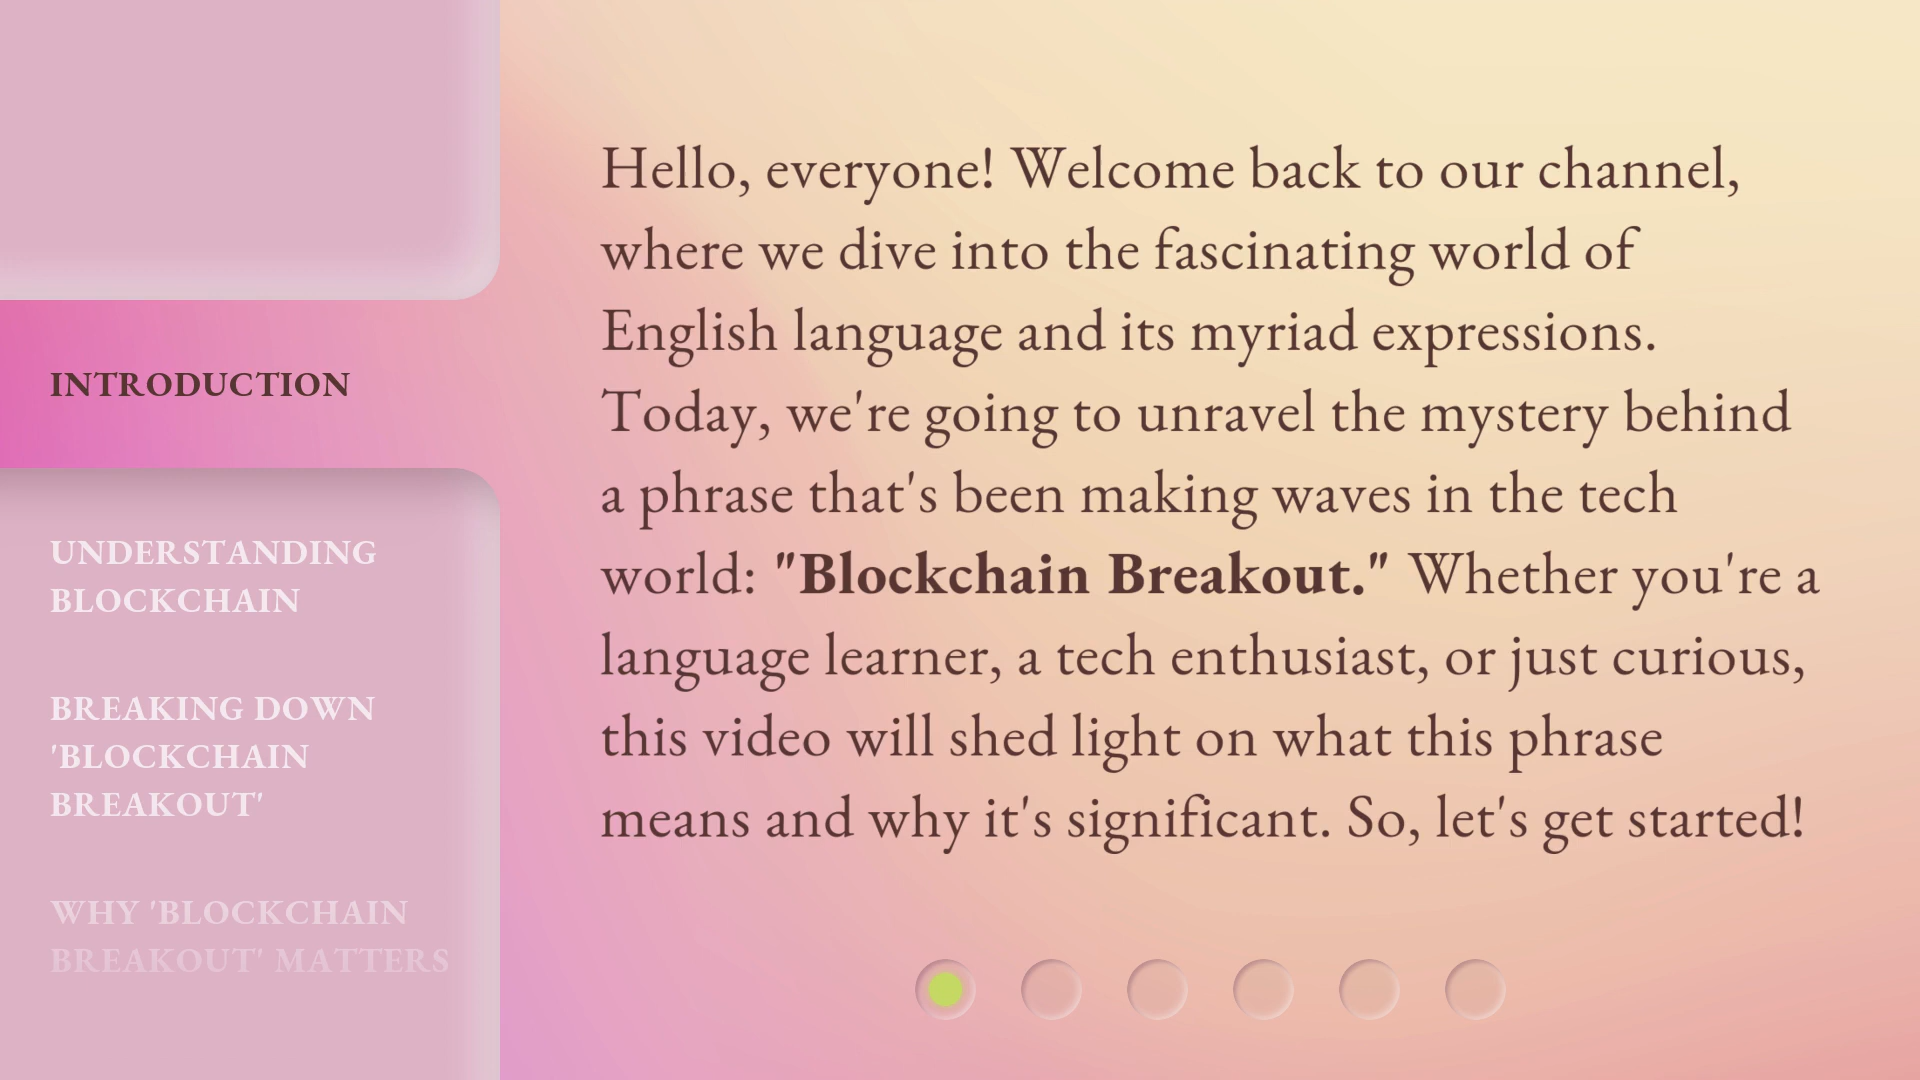 INTRODUCTION
UNDERSTANDING
BLOCKCHAIN
BREAKING DOWN
'BLOCKCHAIN
BREAKOUT'
WHY 'BLOCKCHAIN
BREAKOUT' MATTERS
Hello, everyone! Welcome back to our channel,
where we dive into the fascinating world of
English language and its myriad expressions.
Today, we're going to unravel the mystery behind
a phrase that's been making waves in the tech
world: "Blockchain Breakout." Whether you're a
language learner, a tech enthusiast, or just curious,
this video will shed light on what this phrase
means and why it's significant. So, let's get started!